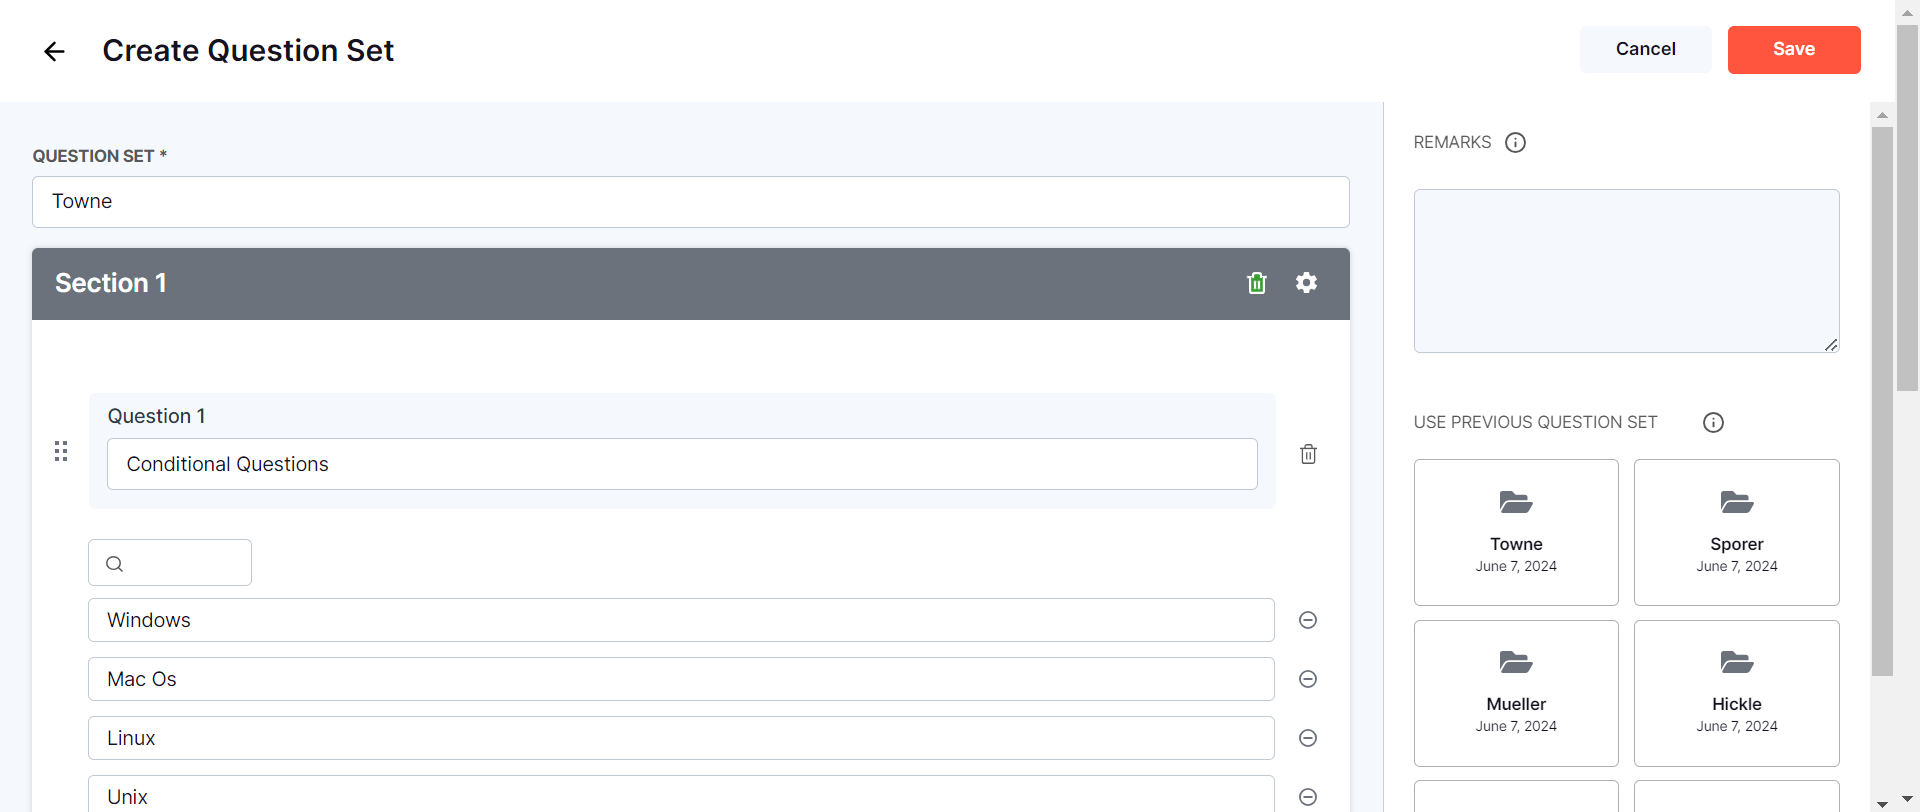 Create Question Set
Cancel
Save
QUESTION SET *
Towne
Section 1
Question 1
Conditional Questions
Windows
Mac Os
Linux
Unix
REMARKS
USE PREVIOUS QUESTION SET
Towne
June 7, 2024
Sporer
June 7, 2024
Mueller
June 7, 2024
Hickle
June 7, 2024